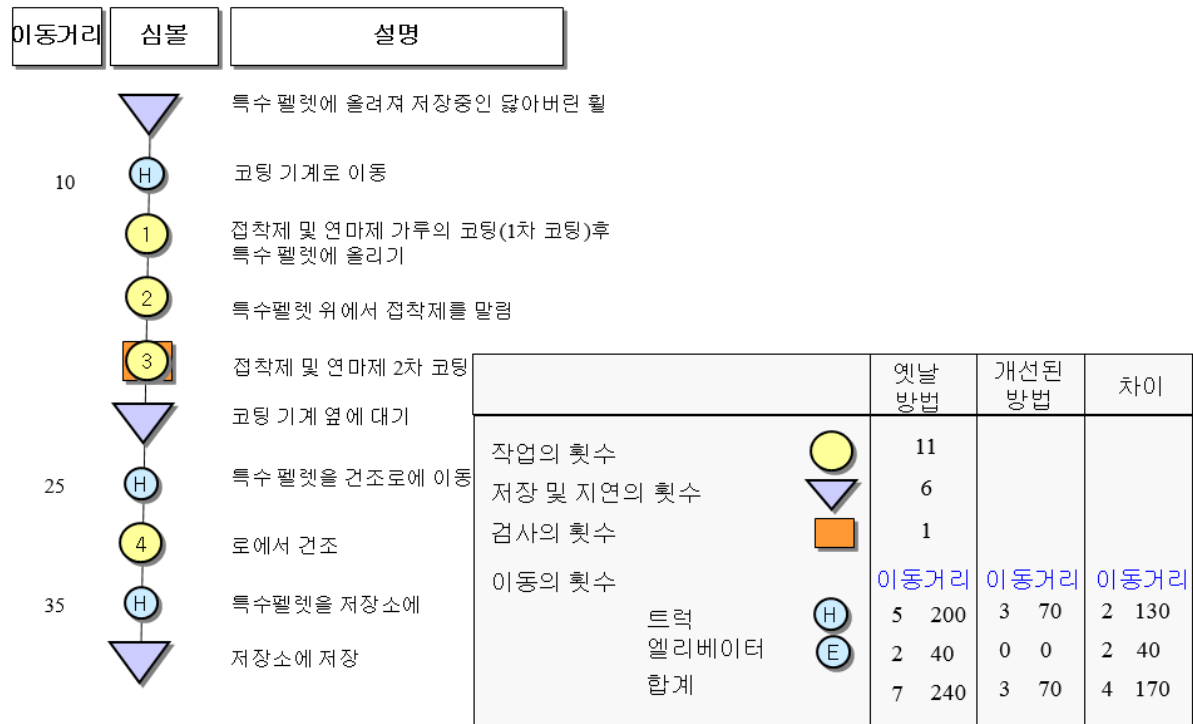 이동거리 심볼 설명
특수 펠렛에 올려져 저장중인 닳아버린 휠
10 H 코팅 기계로 이동
1 접착제 및 연마제 가루의 코팅(1차 코팅)후
특수 펠렛에 올리기
2 특수펠렛 위에서 접착제를 말림
3 접착제 및 연마제 2차 코팅
코팅 기계 옆에 대기
25 H 특수 펠렛을 건조로에 이동
4 로에서 건조
35 H 특수펠렛을 저장소에
저장소에 저장
옛날 개선된 차이
방법 방법
작업의 횟수 11
저장 및 지연의 횟수 6
검사의 횟수 1
이동의 횟수 이동거리 이동거리 이동거리
트럭 H 5 200 3 70 2 130
엘리베이터 E 2 40 0 0 2 40
합계 7 240 3 70 4 170